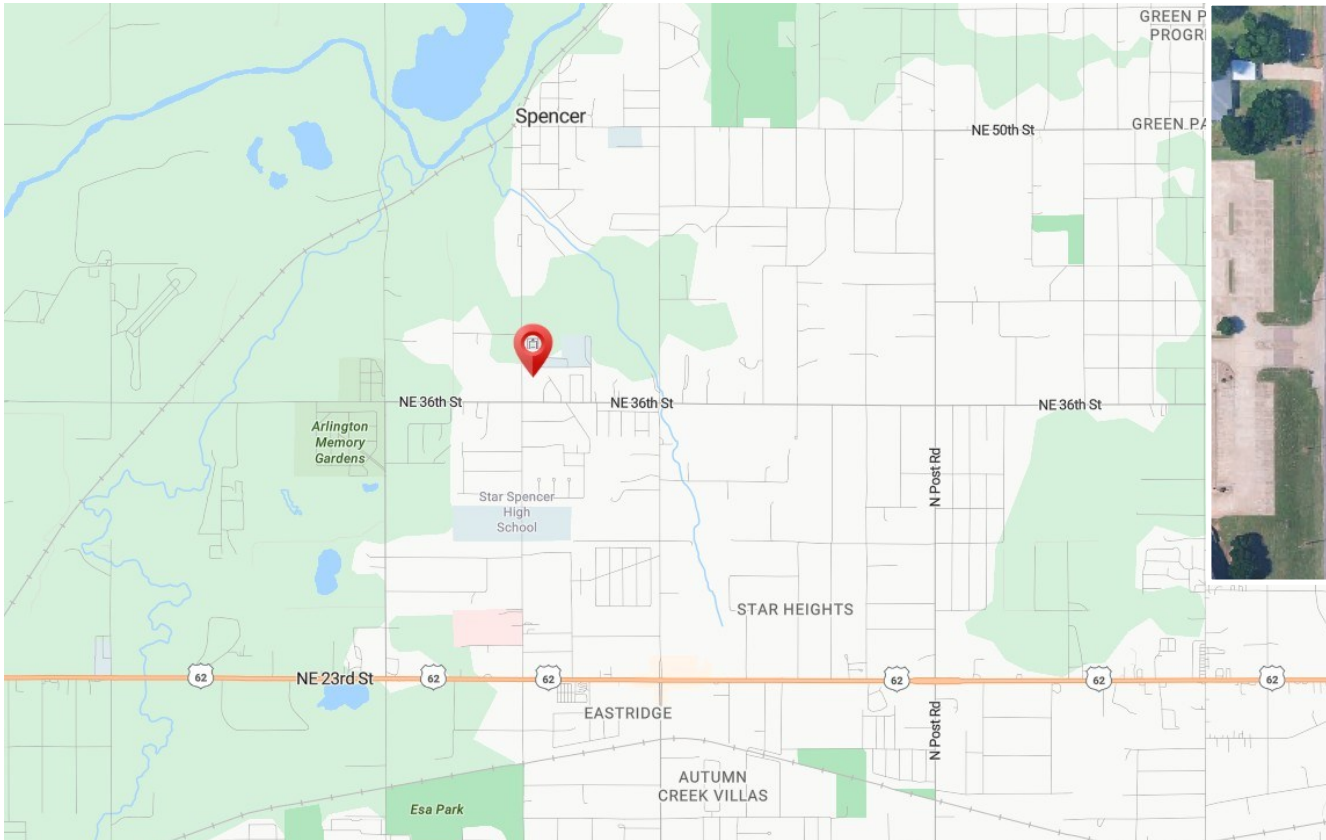 GREEN P
PROGR
Spencer
NE 50th St
GREEN PA
NE 36th St
NE 36th St
NE 36th St
Arlington
Memory
Gardens
N Post Rd
Star Spencer
High
School
STAR HEIGHTS
62
NE 23rd St
62
62
62
62
62
EASTRIDGE
N Post Rd
AUTUMN
CREEK VILLAS
Esa Park